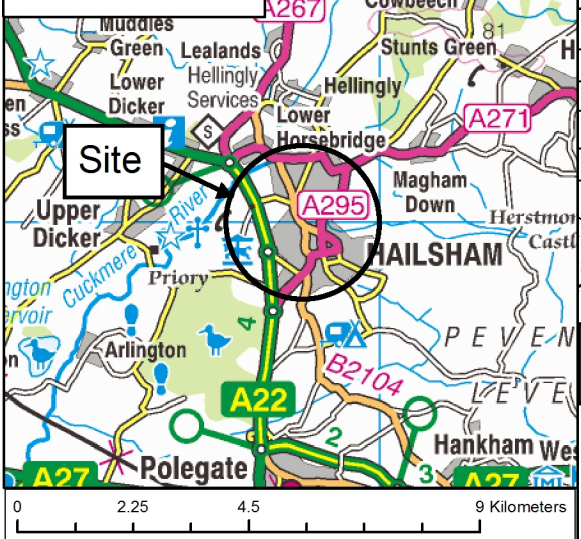 A267
Cowbeech
Muddles
Green
Lealands
Hellingly
Services
81
Stunts Green
Lower
Dicker
Hellingly
S
Lower
Horsebridge
A271
Site
Magham
Down
A295
Upper
Dicker
River
Cuckmere
Priory
HAILSHAM
Arlington
4
PEVEN
LEVE
B2104
A22
2
3
Hankham
Polegate
A27
A27
0 2.25 4.5 9 Kilometers